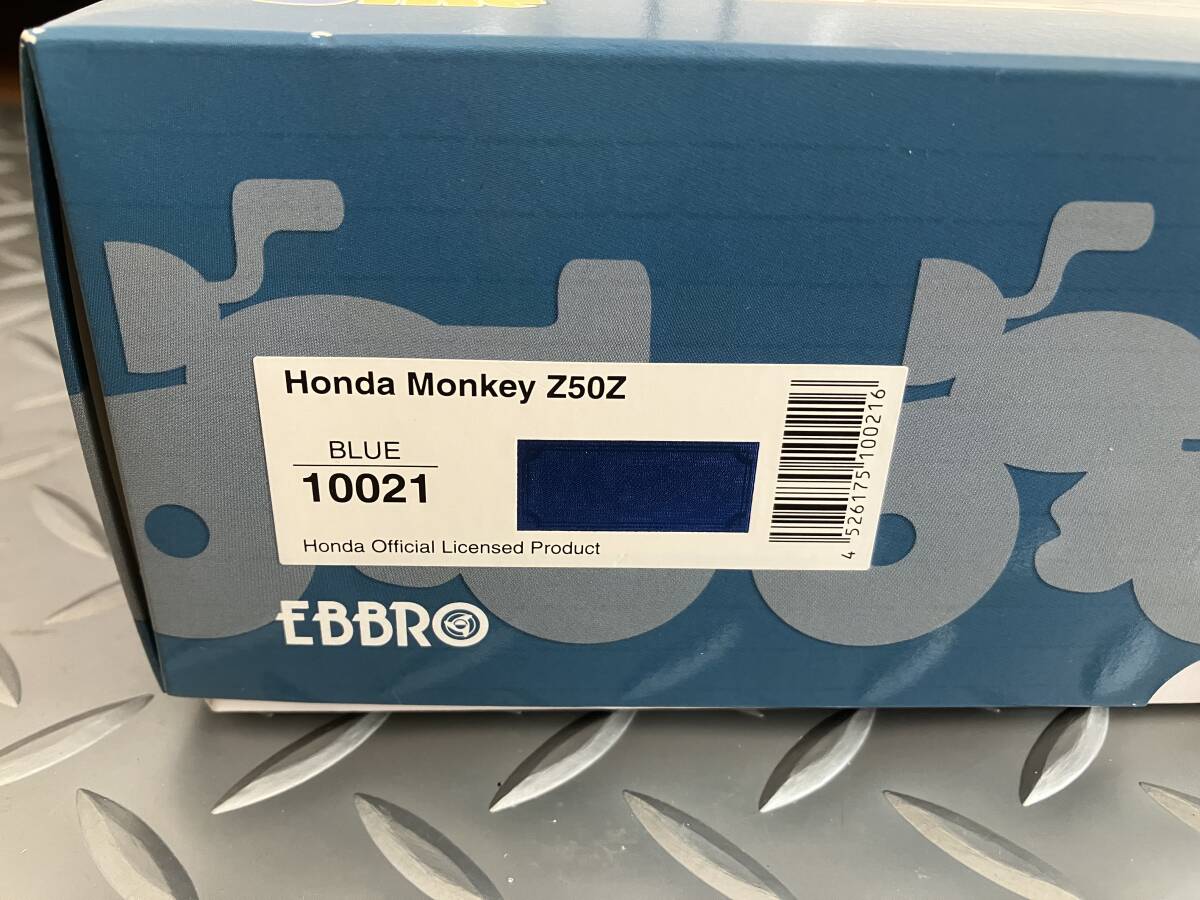 Honda Monkey Z50Z
BLUE
10021
Honda Official Licensed Product
4 526175 100216
EBBRO